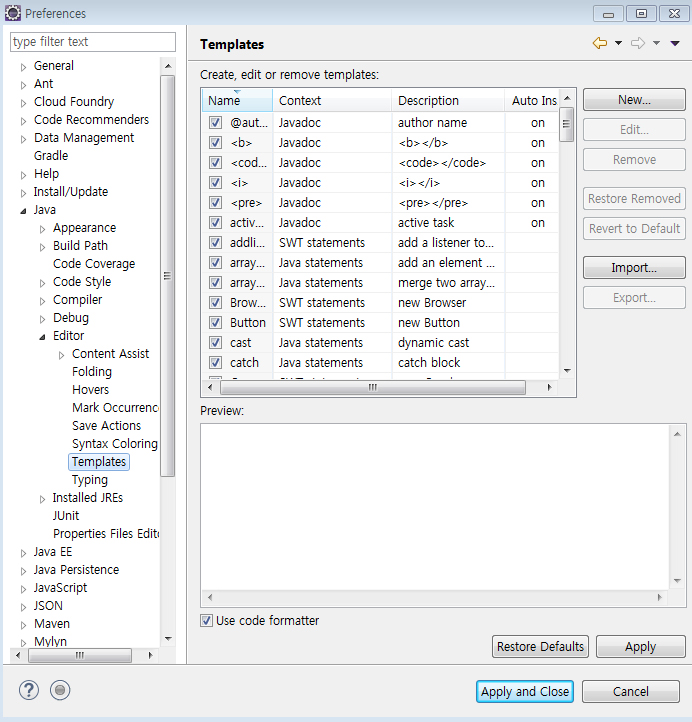 Preferences
type filter text
General
Ant
Cloud Foundry
Code Recommenders
Data Management
Gradle
Help
Install/Update
Java
Appearance
Build Path
Code Coverage
Code Style
Compiler
Debug
Editor
Content Assist
Folding
Hovers
Mark Occurrenc
Save Actions
Syntax Coloring
Templates
Typing
Installed JREs
JUnit
Properties Files Edito
Java EE
Java Persistence
JavaScript
JSON
Maven
Mylyn
Templates
Create, edit or remove templates:
Name Context Description Auto Ins
@aut... Javadoc author name on
<b> Javadoc <b></b> on
<cod... Javadoc <code></code> on
<i> Javadoc <i></i> on
<pre> Javadoc <pre></pre> on
activ... Javadoc active task on
addli... SWT statements add a listener to...
array... Java statements add an element ...
array... Java statements merge two array...
Brow... SWT statements new Browser
Button SWT statements new Button
cast Java statements dynamic cast
catch Java statements catch block
New...
Edit...
Remove
Restore Removed
Revert to Default
Import...
Export...
Preview:
Use code formatter
Restore Defaults Apply
? Apply and Close Cancel